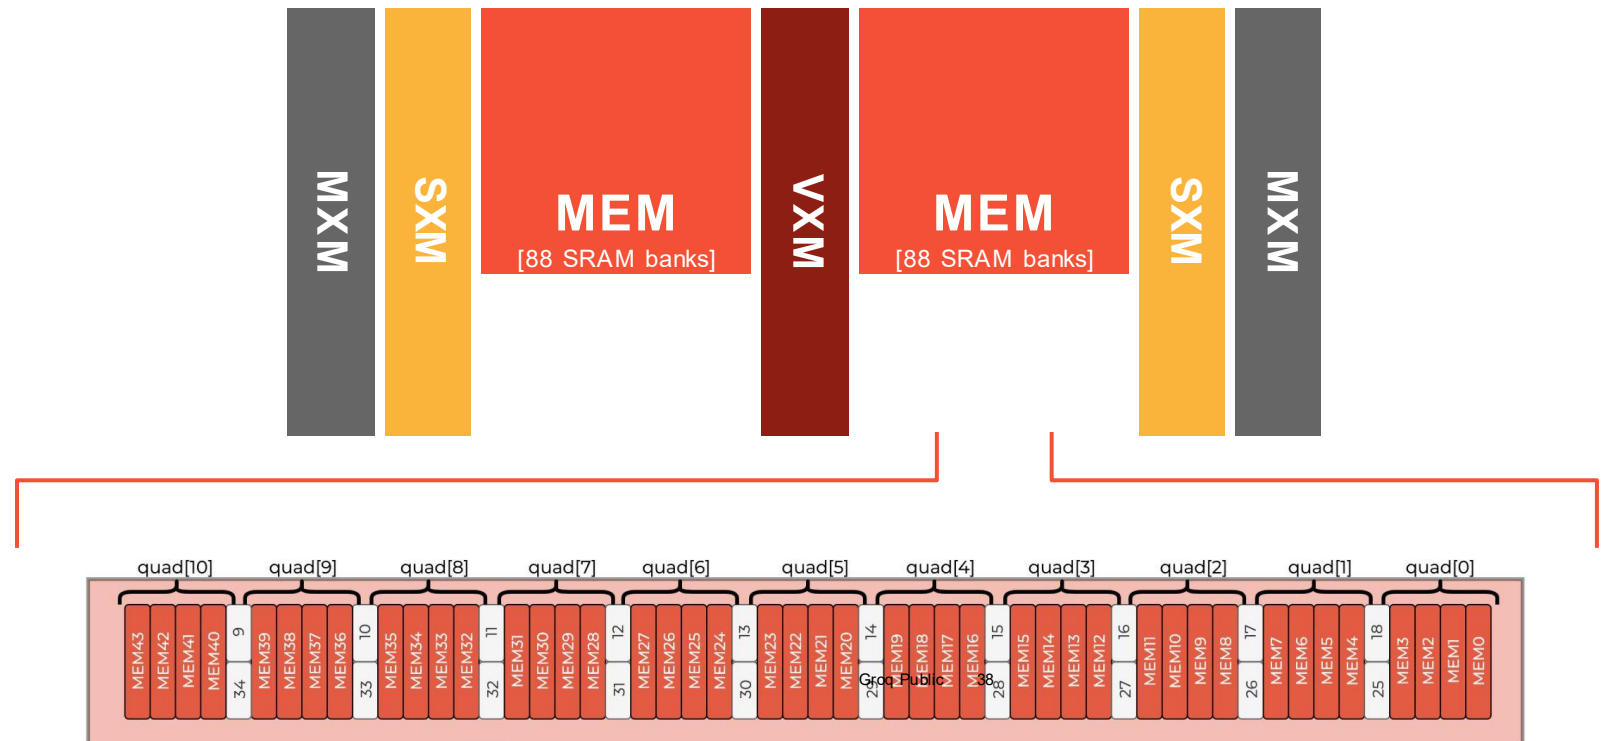 MXM
SXM
MEM
[88 SRAM banks]
VXM
MEM
[88 SRAM banks]
SXM
MXM
quad[10] quad[9] quad[8] quad[7] quad[6] quad[5] quad[4] quad[3] quad[2] quad[1] quad[0]
MEM43
MEM42
MEM41
MEM40
9
34
MEM39
MEM38
MEM37
MEM36
10
33
MEM35
MEM34
MEM33
MEM32
11
32
MEM31
MEM30
MEM29
MEM28
12
31
MEM27
MEM26
MEM25
MEM24
13
30
MEM23
MEM22
MEM21
MEM20
14
29
MEM19
MEM18
MEM17
MEM16
15
28
MEM15
MEM14
MEM13
MEM12
16
27
MEM11
MEM10
MEM9
MEM8
17
26
MEM7
MEM6
MEM5
MEM4
18
25
MEM3
MEM2
MEM1
MEM0
Groq Public 38